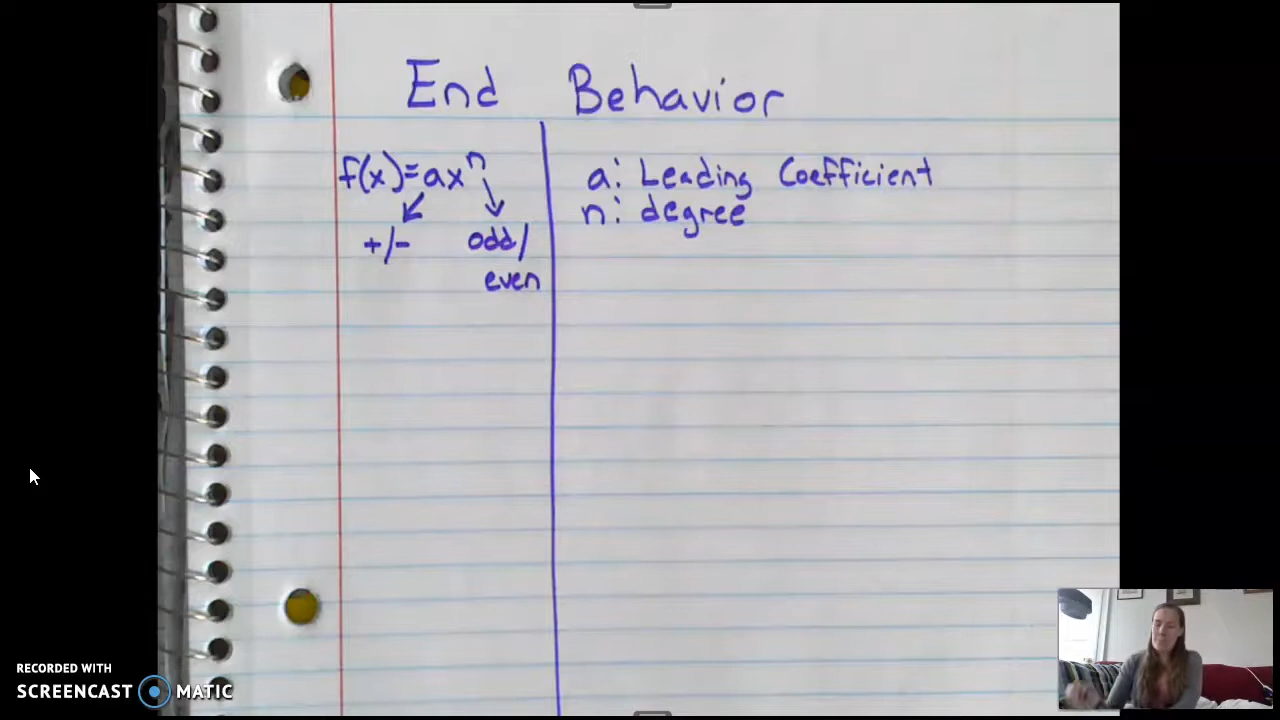 End Behavior
f(x)=axⁿ
+/-
odd/
even
a: Leading Coefficient
n: degree
RECORDED WITH
SCREENCAST MATIC